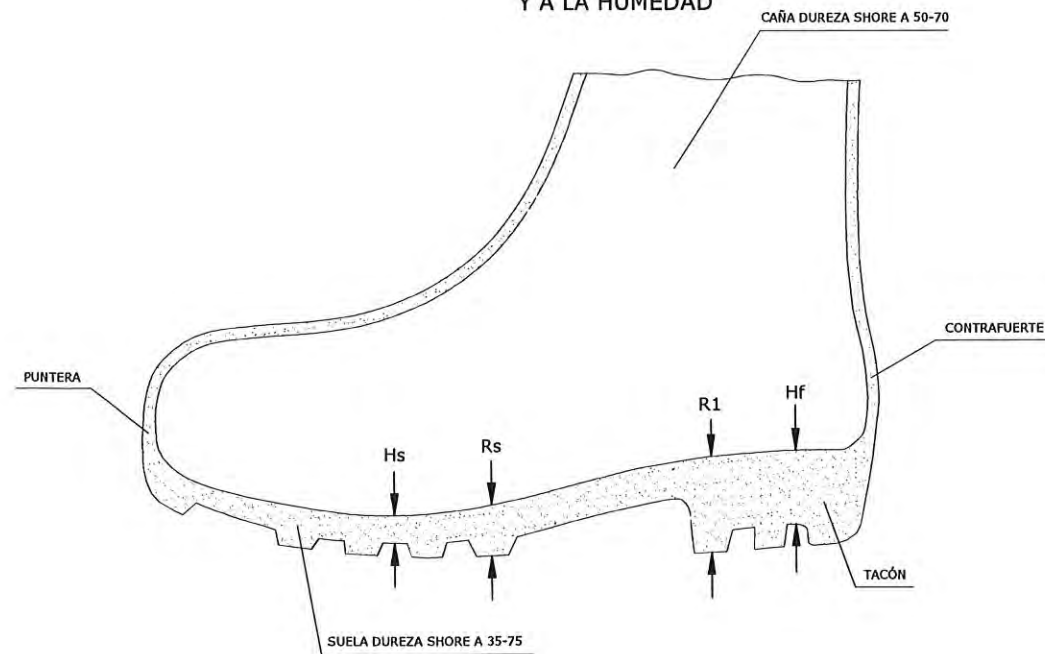 Y A LA HUMEDAD
CAÑA DUREZA SHORE A 50-70
CONTRAFUERTE
PUNTERA
R1
Hf
Hs
Rs
TACÓN
SUELA DUREZA SHORE A 35-75